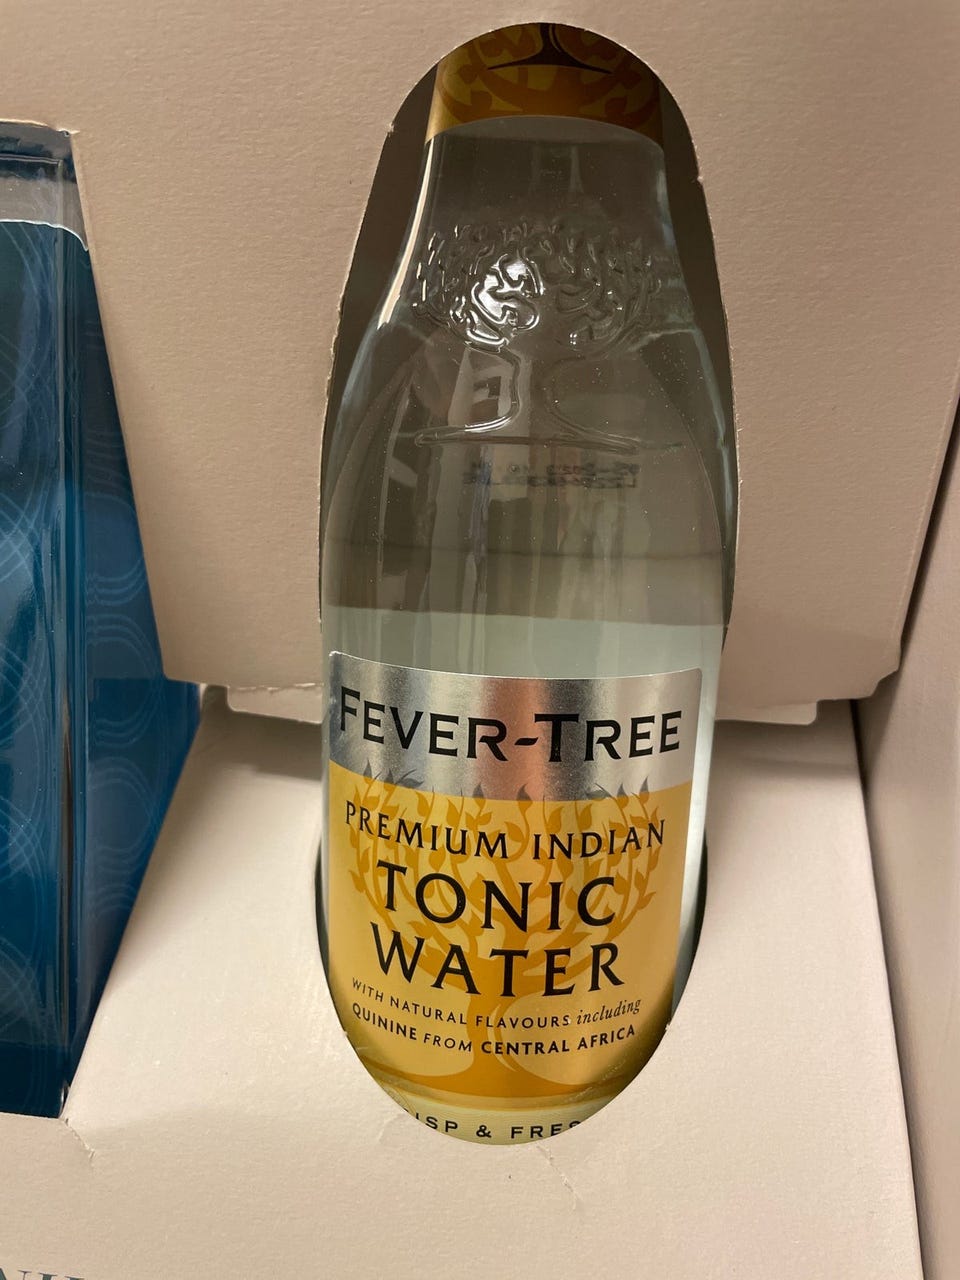 FEVER-TREE
PREMIUM INDIAN
TONIC
WATER
WITH NATURAL FLAVOURS including
QUININE FROM CENTRAL AFRICA
&